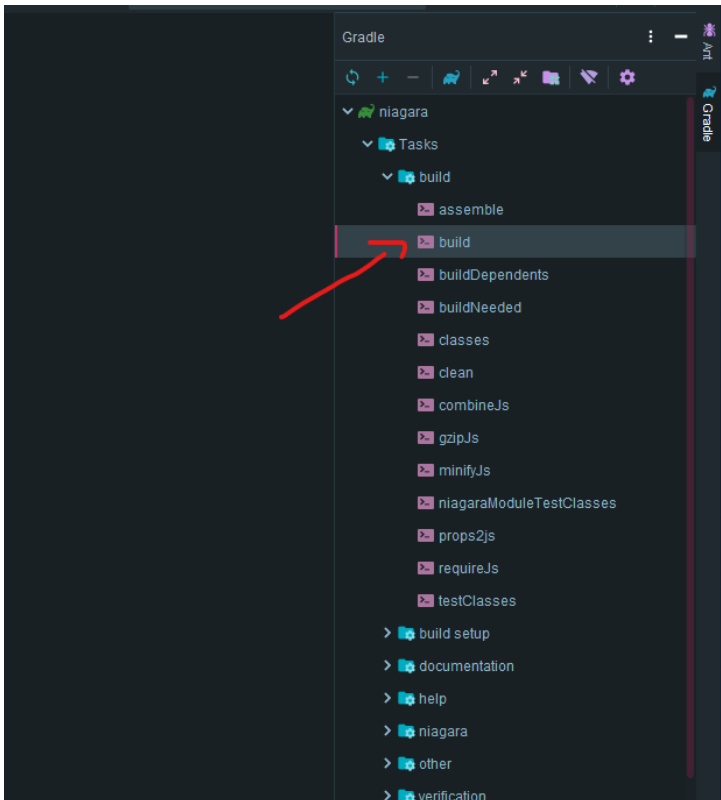 Gradle
Ant
Gradle
niagara
Tasks
build
assemble
build
buildDependents
buildNeeded
classes
clean
combineJs
gzipJs
minifyJs
niagaraModuleTestClasses
props2js
requireJs
testClasses
build setup
documentation
help
niagara
other
verification